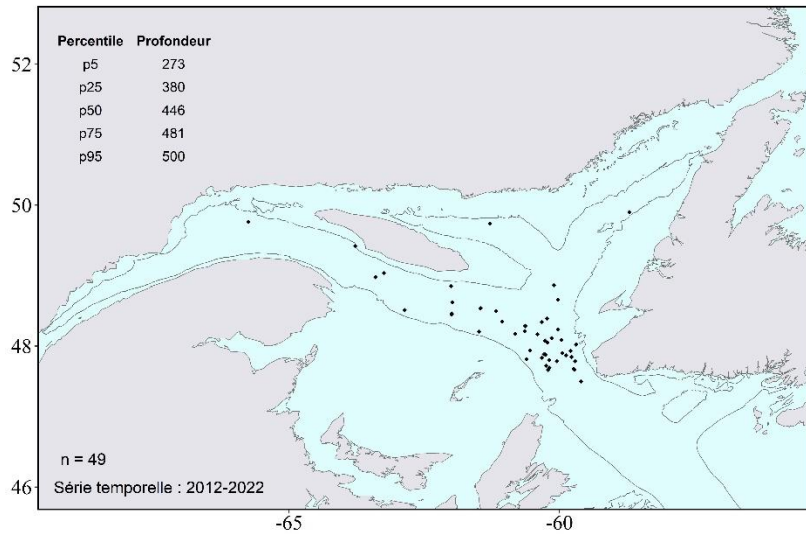 Percentile Profondeur
p5 273
p25 380
p50 446
p75 481
p95 500
52
50
48
46
n = 49
Série temporelle : 2012-2022
-65 -60